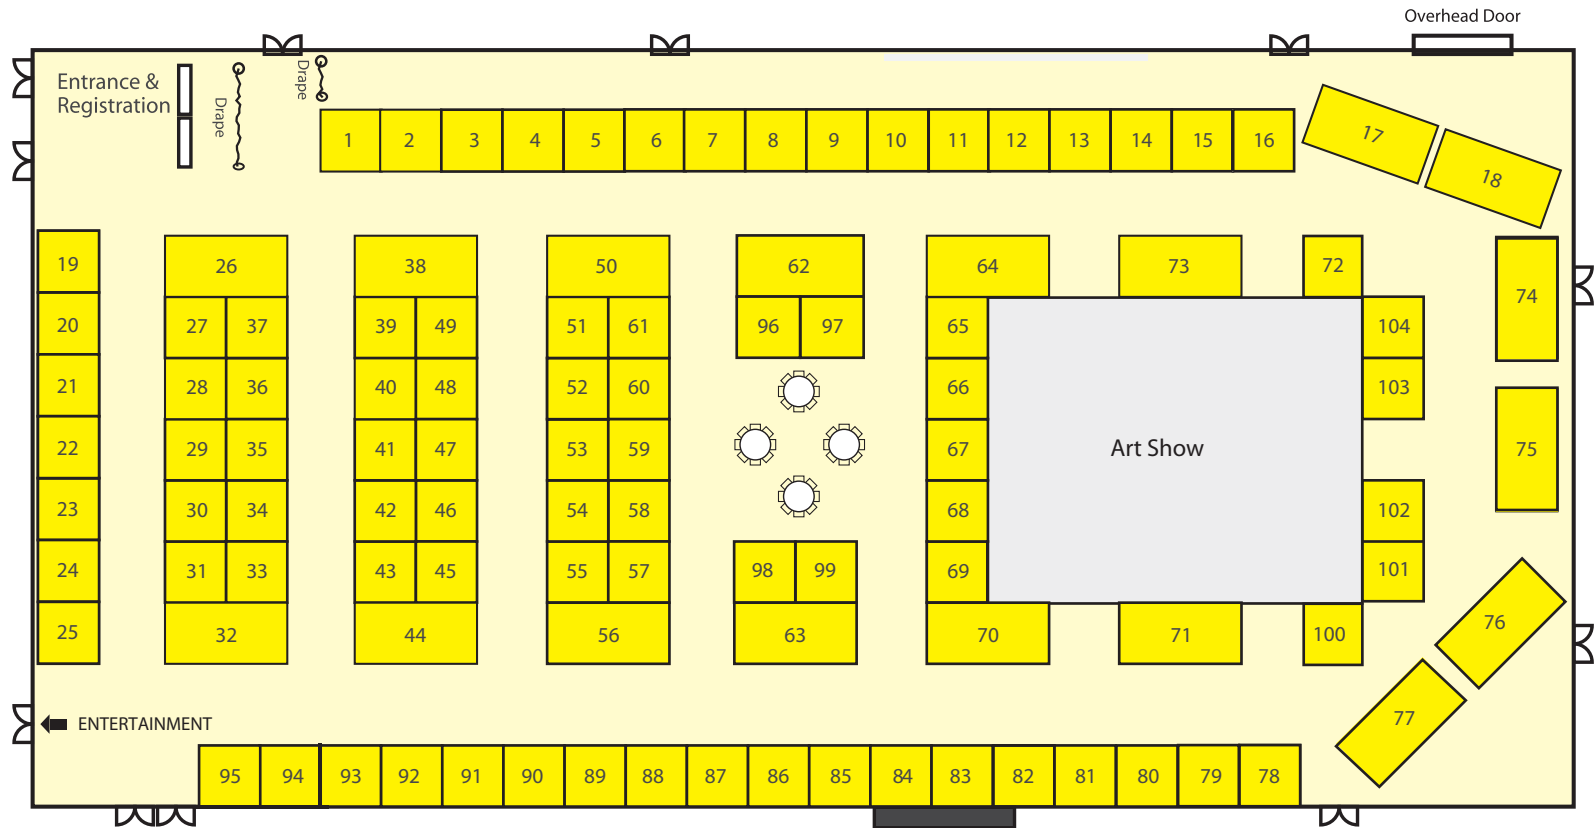 Overhead Door
Entrance &
Registration
Drape
Drape
1 2 3 4 5 6 7 8 9 10 11 12 13 14 15 16
17
18
19
26 38 50 62 64 73 72
74
20 27 37 39 49 51 61 96 97 65 104
21 28 36 40 48 52 60 66 103
22 29 35 41 47 53 59 67 Art Show 75
23 30 34 42 46 54 58 68 102
24 31 33 43 45 55 57 98 99 69 101
25 32 44 56 63 70 71 100
76
77
ENTERTAINMENT
95 94 93 92 91 90 89 88 87 86 85 84 83 82 81 80 79 78